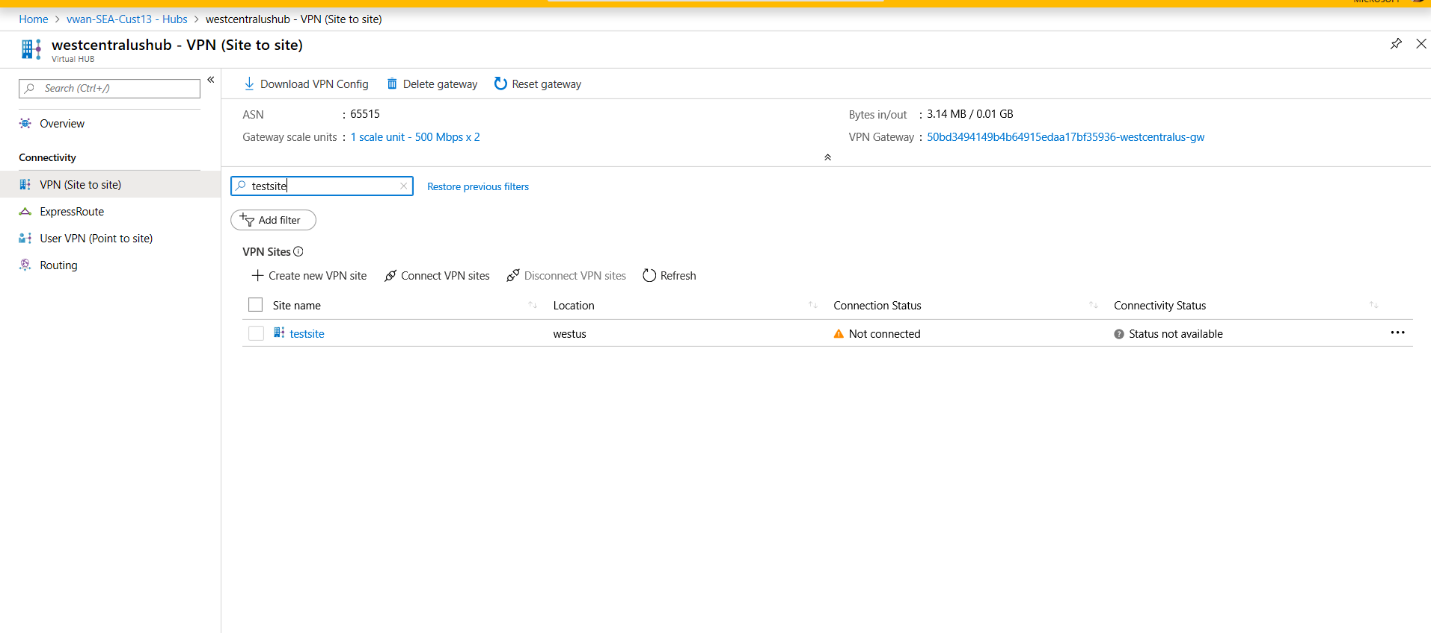 MICROSOFT
Home > vwan-SEA-Cust13 - Hubs > westcentralushub - VPN (Site to site)
westcentralushub - VPN (Site to site)
Virtual HUB
Search (Ctrl+/)
Overview
Connectivity
VPN (Site to site)
ExpressRoute
User VPN (Point to site)
Routing
Download VPN Config Delete gateway Reset gateway
ASN : 65515 Bytes in/out : 3.14 MB / 0.01 GB
Gateway scale units : 1 scale unit - 500 Mbps x 2 VPN Gateway : 50bd3494149b4b64915edaa17bf35936-westcentralus-gw
testsite Restore previous filters
Add filter
VPN Sites
Create new VPN site Connect VPN sites Disconnect VPN sites Refresh
Site name Location Connection Status Connectivity Status
testsite westus Not connected Status not available